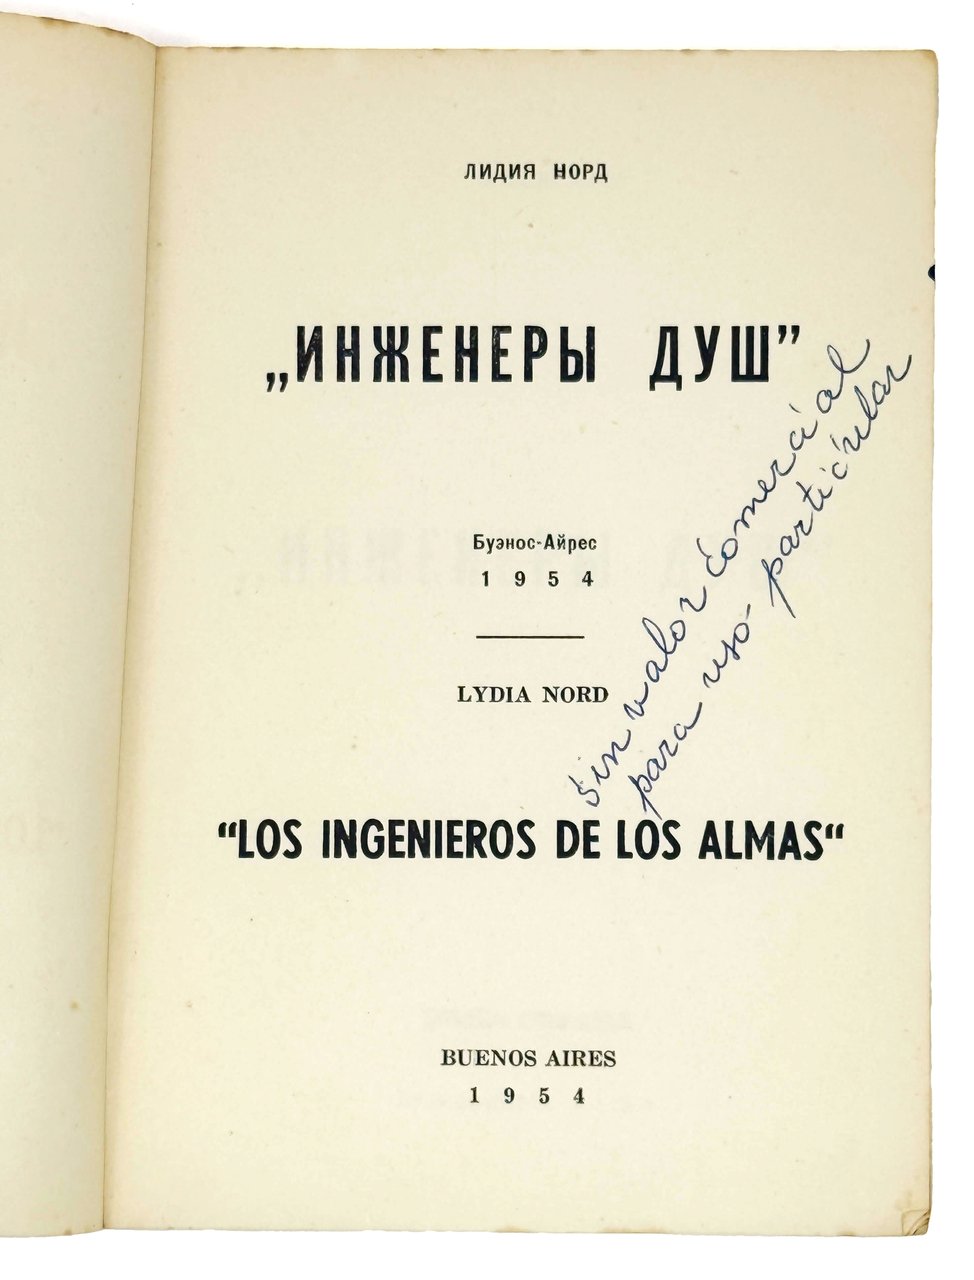 ЛИДИЯ НОРД
„ИНЖЕНЕРЫ ДУШ”
Буэнос-Айрес
1954
LYDIA NORD
“LOS INGENIEROS DE LOS ALMAS“
BUENOS AIRES
1954
Sin valor comercial
para uso particular